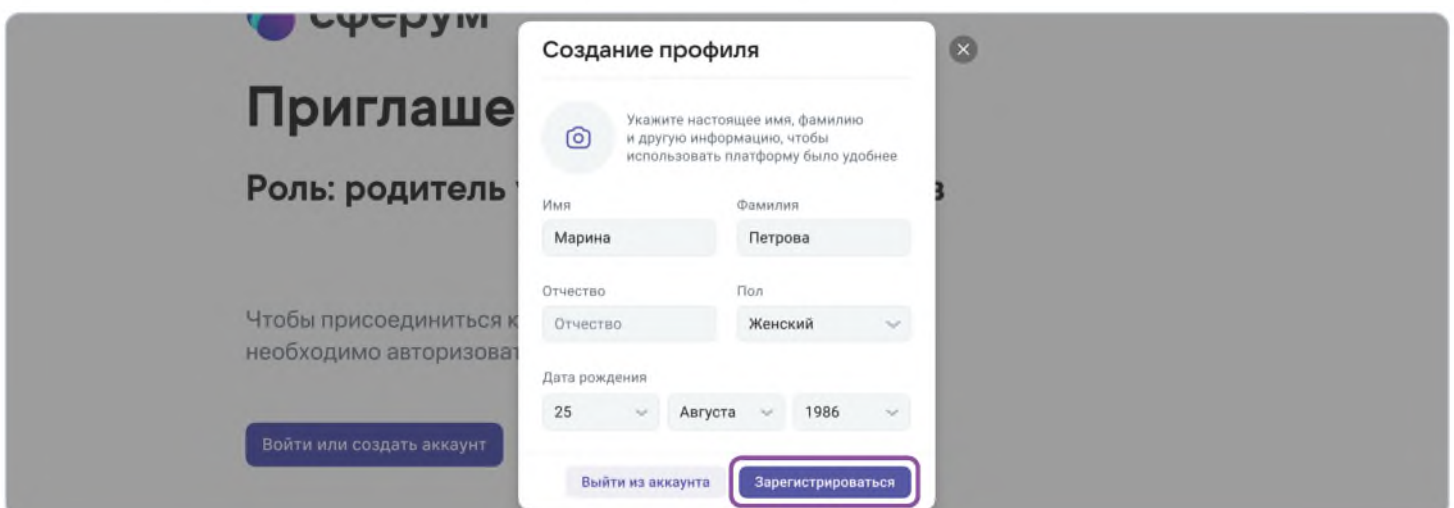 сферум
Приглаше
Роль: родитель
в
Чтобы присоединиться к
необходимо авторизоват
Войти или создать аккаунт
Создание профиля
Укажите настоящее имя, фамилию
и другую информацию, чтобы
использовать платформу было удобнее
Имя
Фамилия
Марина
Петрова
Отчество
Пол
Отчество
Женский
Дата рождения
25
Августа
1986
Выйти из аккаунта
Зарегистрироваться